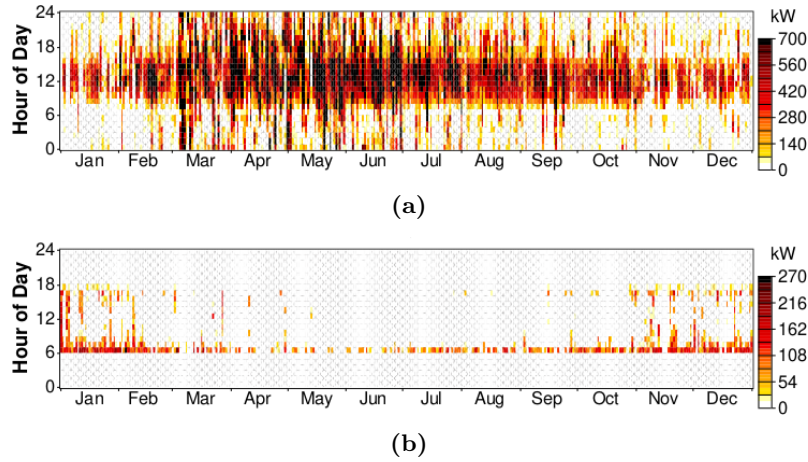 kW
24
18
12
6
0
Hour of Day
700
560
420
280
140
0
Jan Feb Mar Apr May Jun Jul Aug Sep Oct Nov Dec
(a)
kW
24
18
12
6
0
Hour of Day
270
216
162
108
54
0
Jan Feb Mar Apr May Jun Jul Aug Sep Oct Nov Dec
(b)